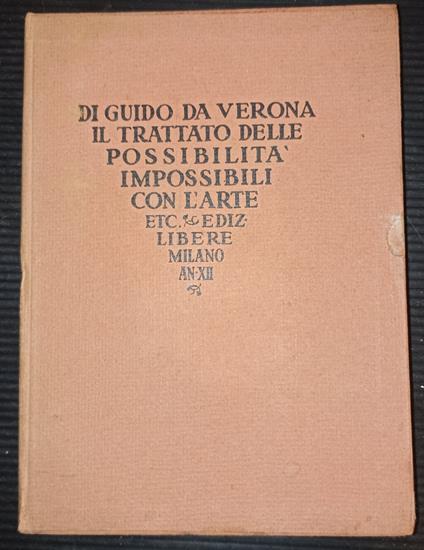 DI GUIDO DA VERONA
IL TRATTATO DELLE
POSSIBILITA'
IMPOSSIBILI
CON L'ARTE
ETC. EDIZ.
LIBERE
MILANO
AN·XII